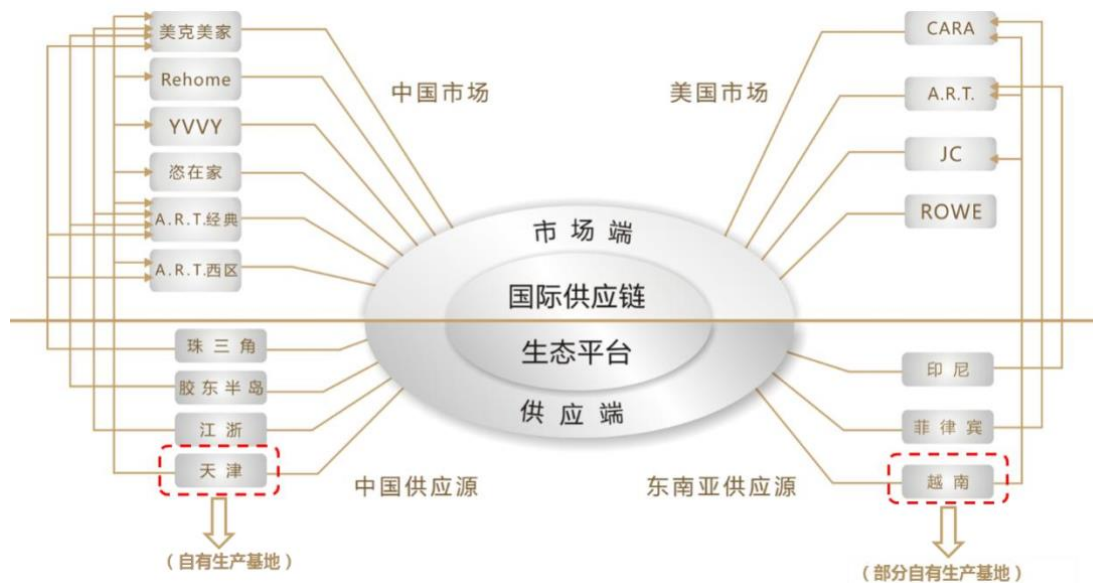 美克美家
Rehome
YVVY
恣在家
A.R.T.经典
A.R.T.西区
中国市场
美国市场
CARA
A.R.T.
JC
ROWE
市场端
国际供应链
生态平台
供应端
珠三角
胶东半岛
江浙
天津
中国供应源
(自有生产基地)
东南亚供应源
印尼
菲律宾
越南
(部分自有生产基地)